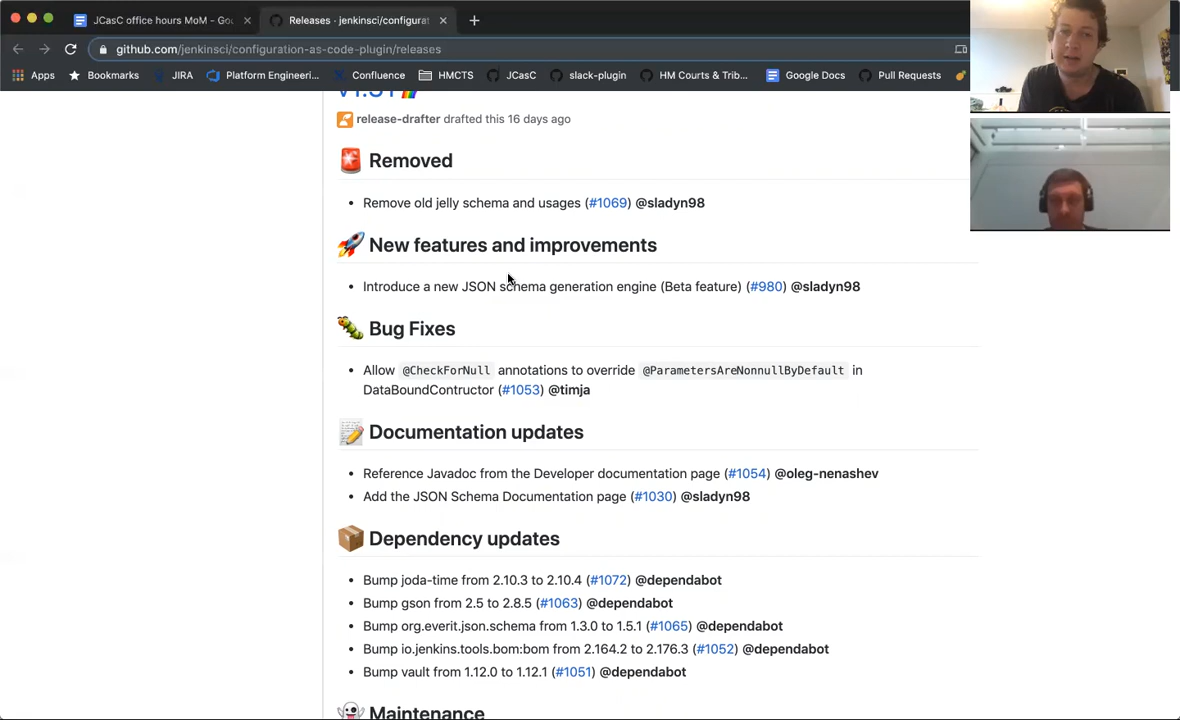 JCasC office hours MoM - Go
Releases · jenkinsci/configurat
github.com/jenkinsci/configuration-as-code-plugin/releases
Apps Bookmarks JIRA Platform Engineeri... Confluence HMCTS JCasC slack-plugin HM Courts & Trib... Google Docs Pull Requests
release-drafter drafted this 16 days ago
Removed
• Remove old jelly schema and usages (#1069) @sladyn98
New features and improvements
• Introduce a new JSON schema generation engine (Beta feature) (#980) @sladyn98
Bug Fixes
• Allow @CheckForNull annotations to override @ParametersAreNonnullByDefault in
DataBoundContructor (#1053) @timja
Documentation updates
• Reference Javadoc from the Developer documentation page (#1054) @oleg-nenashev
• Add the JSON Schema Documentation page (#1030) @sladyn98
Dependency updates
• Bump joda-time from 2.10.3 to 2.10.4 (#1072) @dependabot
• Bump gson from 2.5 to 2.8.5 (#1063) @dependabot
• Bump org.everit.json.schema from 1.3.0 to 1.5.1 (#1065) @dependabot
• Bump io.jenkins.tools.bom:bom from 2.164.2 to 2.176.3 (#1052) @dependabot
• Bump vault from 1.12.0 to 1.12.1 (#1051) @dependabot
Maintenance